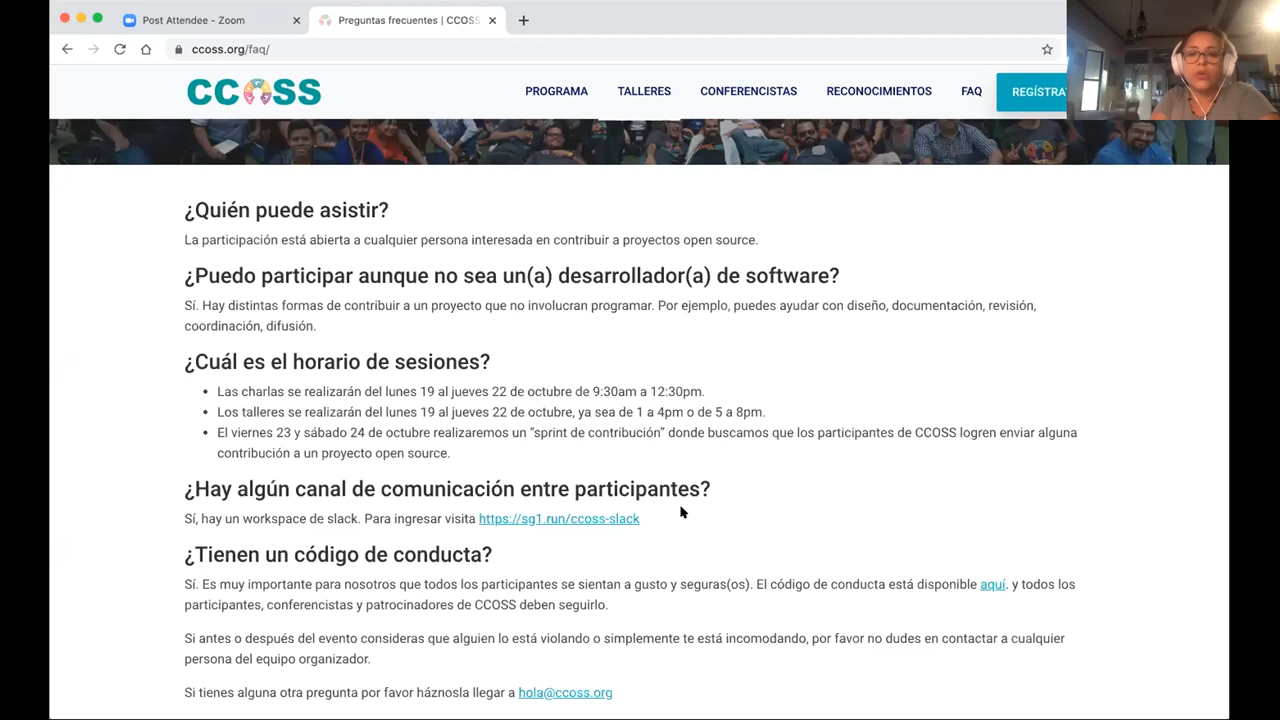 Post Attendee - Zoom
Preguntas frecuentes | CCOSS
ccoss.org/faq/
CCOSS
PROGRAMA TALLERES CONFERENCISTAS RECONOCIMIENTOS FAQ
¿Quién puede asistir?
La participación está abierta a cualquier persona interesada en contribuir a proyectos open source.
¿Puedo participar aunque no sea un(a) desarrollador(a) de software?
Sí. Hay distintas formas de contribuir a un proyecto que no involucran programar. Por ejemplo, puedes ayudar con diseño, documentación, revisión,
coordinación, difusión.
¿Cuál es el horario de sesiones?
• Las charlas se realizarán del lunes 19 al jueves 22 de octubre de 9:30am a 12:30pm.
• Los talleres se realizarán del lunes 19 al jueves 22 de octubre, ya sea de 1 a 4pm o de 5 a 8pm.
• El viernes 23 y sábado 24 de octubre realizaremos un “sprint de contribución” donde buscamos que los participantes de CCOSS logren enviar alguna
contribución a un proyecto open source.
¿Hay algún canal de comunicación entre participantes?
Sí, hay un workspace de slack. Para ingresar visita https://sg1.run/ccoss-slack
¿Tienen un código de conducta?
Sí. Es muy importante para nosotros que todos los participantes se sientan a gusto y seguras(os). El código de conducta está disponible aquí. y todos los
participantes, conferencistas y patrocinadores de CCOSS deben seguirlo.
Si antes o después del evento consideras que alguien lo está violando o simplemente te está incomodando, por favor no dudes en contactar a cualquier
persona del equipo organizador.
Si tienes alguna otra pregunta por favor háznosla llegar a hola@ccoss.org